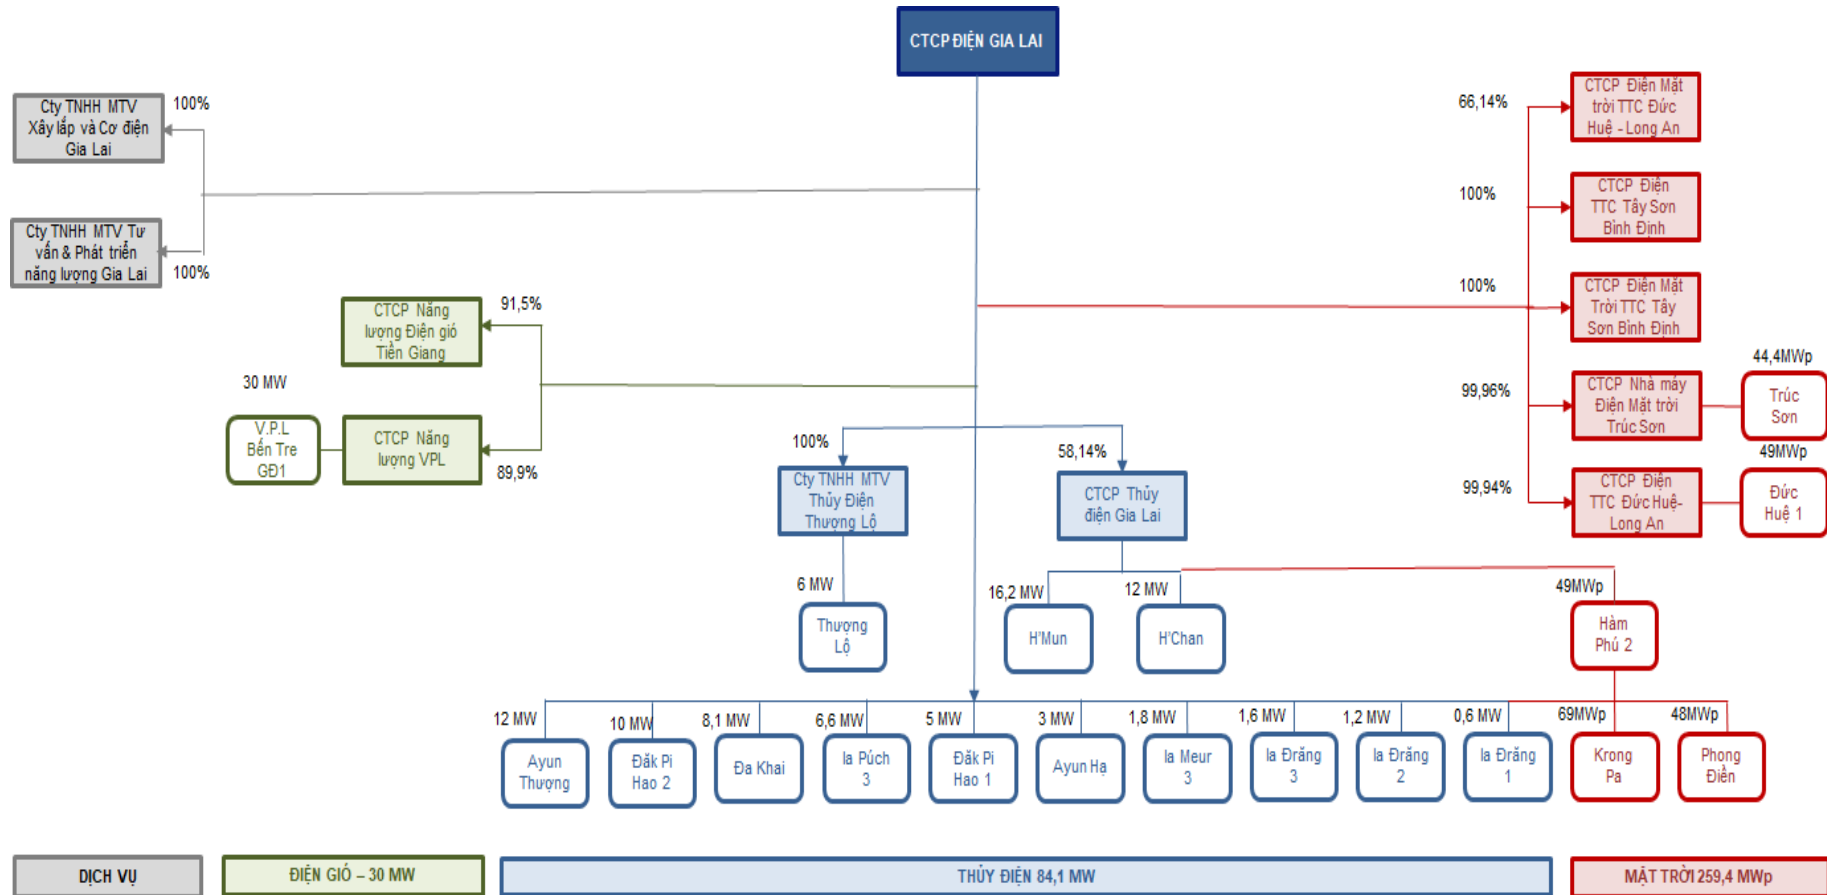 CTCP ĐIỆN GIA LAI
Cty TNHH MTV
Xây lắp và Cơ điện
Gia Lai
100%
Cty TNHH MTV Tư
vấn & Phát triển
năng lượng Gia Lai
100%
CTCP Năng
lượng Điện gió
Tiền Giang
91,5%
30 MW
V.P.L
Bến Tre
GĐ1
CTCP Năng
lượng VPL
89,9%
66,14%
CTCP Điện Mặt
trời TTC Đức
Huệ - Long An
100%
CTCP Điện
TTC Tây Sơn
Bình Định
100%
CTCP Điện Mặt
Trời TTC Tây
Sơn Bình Định
99,96%
CTCP Nhà máy
Điện Mặt trời
Trúc Sơn
44,4MWp
Trúc
Sơn
99,94%
CTCP Điện
TTC Đức Huệ-
Long An
49MWp
Đức
Huệ 1
100%
Cty TNHH MTV
Thủy Điện
Thượng Lộ
58,14%
CTCP Thủy
điện Gia Lai
6 MW
Thượng
Lộ
16,2 MW
H'Mun
12 MW
H'Chan
49MWp
Hàm
Phú 2
12 MW
Ayun
Thượng
10 MW
Đăk Pi
Hao 2
8,1 MW
Đa Khai
6,6 MW
Ia Púch
3
5 MW
Đăk Pi
Hao 1
3 MW
Ayun Hạ
1,8 MW
Ia Meur
3
1,6 MW
Ia Đrăng
3
1,2 MW
Ia Đrăng
2
0,6 MW
Ia Đrăng
1
69MWp
Krong
Pa
48MWp
Phong
Điền
DỊCH VỤ
ĐIỆN GIÓ – 30 MW
THỦY ĐIỆN 84,1 MW
MẶT TRỜI 259,4 MWp